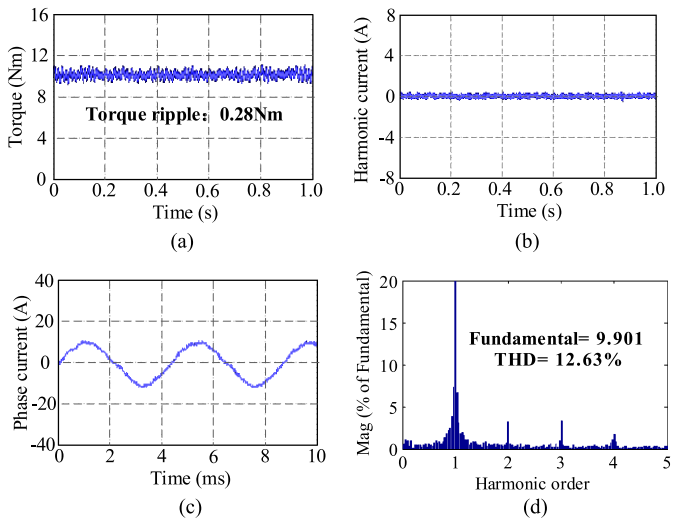 Torque (Nm)
16
12
8
4
0
Torque ripple：0.28Nm
0 0.2 0.4 0.6 0.8 1.0
Time (s)
(a)
Harmonic current (A)
8
4
0
-4
-8
0 0.2 0.4 0.6 0.8 1.0
Time (s)
(b)
Phase current (A)
40
20
0
-20
-40
0 2 4 6 8 10
Time (ms)
(c)
Mag (% of Fundamental)
20
15
10
5
0
Fundamental= 9.901
THD= 12.63%
0 1 2 3 4 5
Harmonic order
(d)